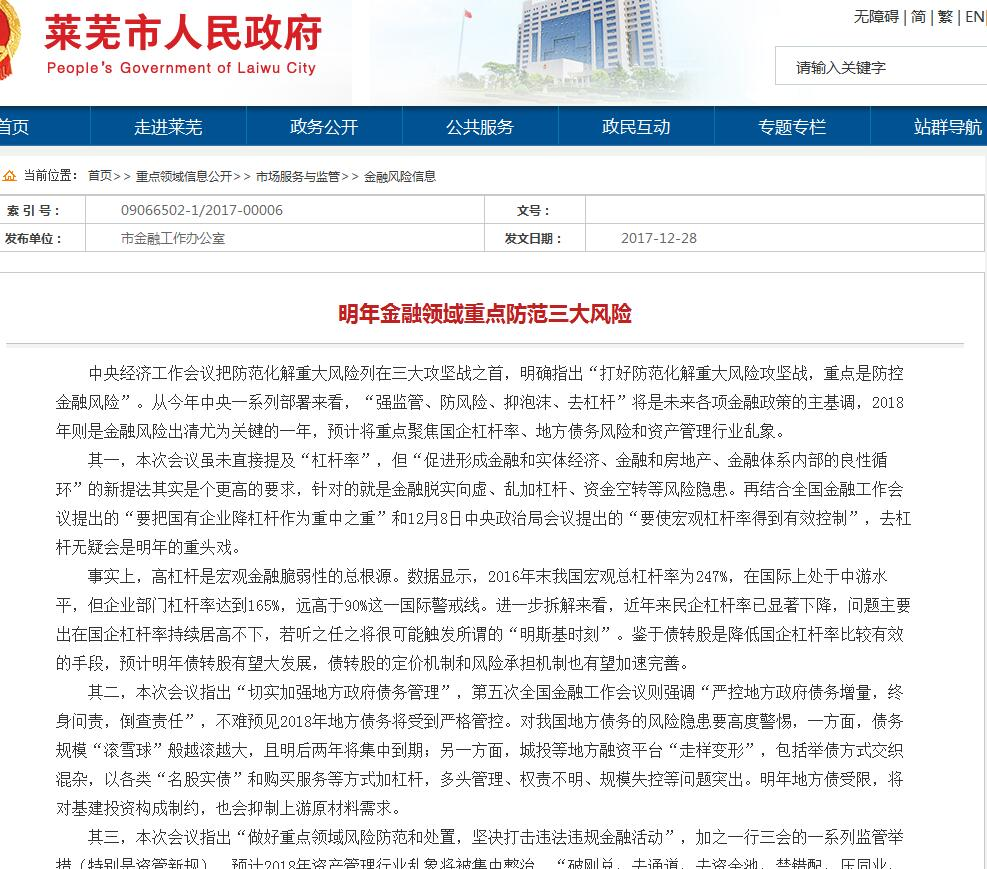 莱芜市人民政府
People's Government of Laiwu City
无障碍 | 简 | 繁 | EN
请输入关键字
首页 走进莱芜 政务公开 公共服务 政民互动 专题专栏 站群导航
当前位置： 首页>> 重点领域信息公开>> 市场服务与监管>> 金融风险信息
索 引 号： 09066502-1/2017-00006 文号：
发布单位： 市金融工作办公室 发文日期： 2017-12-28
明年金融领域重点防范三大风险
中央经济工作会议把防范化解重大风险列在三大攻坚战之首，明确指出“打好防范化解重大风险攻坚战，重点是防控
金融风险”。从今年中央一系列部署来看，“强监管、防风险、抑泡沫、去杠杆”将是未来各项金融政策的主基调，2018
年则是金融风险出清尤为关键的一年，预计将重点聚焦国企杠杆率、地方债务风险和资产管理行业乱象。
其一，本次会议虽未直接提及“杠杆率”，但“促进形成金融和实体经济、金融和房地产、金融体系内部的良性循
环”的新提法其实是个更高的要求，针对的就是金融脱实向虚、乱加杠杆、资金空转等风险隐患。再结合全国金融工作会
议提出的“要把国有企业降杠杆作为重中之重”和12月8日中央政治局会议提出的“要使宏观杠杆率得到有效控制”，去杠
杆无疑会是明年的重头戏。
事实上，高杠杆是宏观金融脆弱性的总根源。数据显示，2016年末我国宏观总杠杆率为247%，在国际上处于中游水
平，但企业部门杠杆率达到165%，远高于90%这一国际警戒线。进一步拆解来看，近年来民企杠杆率已显著下降，问题主要
出在国企杠杆率持续居高不下，若听之任之将很可能触发所谓的“明斯基时刻”。鉴于债转股是降低国企杠杆率比较有效
的手段，预计明年债转股有望大发展，债转股的定价机制和风险承担机制也有望加速完善。
其二，本次会议指出“切实加强地方政府债务管理”，第五次全国金融工作会议则强调“严控地方政府债务增量，终
身问责，倒查责任”，不难预见2018年地方债务将受到严格管控。对我国地方债务的风险隐患要高度警惕，一方面，债务
规模“滚雪球”般越滚越大，且明后两年将集中到期；另一方面，城投等地方融资平台“走样变形”，包括举债方式交织
混杂，以各类“名股实债”和购买服务等方式加杠杆，多头管理、权责不明、规模失控等问题突出。明年地方债受限，将
对基建投资构成制约，也会抑制上游原材料需求。
其三，本次会议指出“做好重点领域风险防范和处置，坚决打击违法违规金融活动”，加之一行三会的一系列监管举
措（特别是资管新规），预计2018年资产管理行业乱象将被集中整治，“破刚兑、去通道、去资金池、禁错配、压同业、